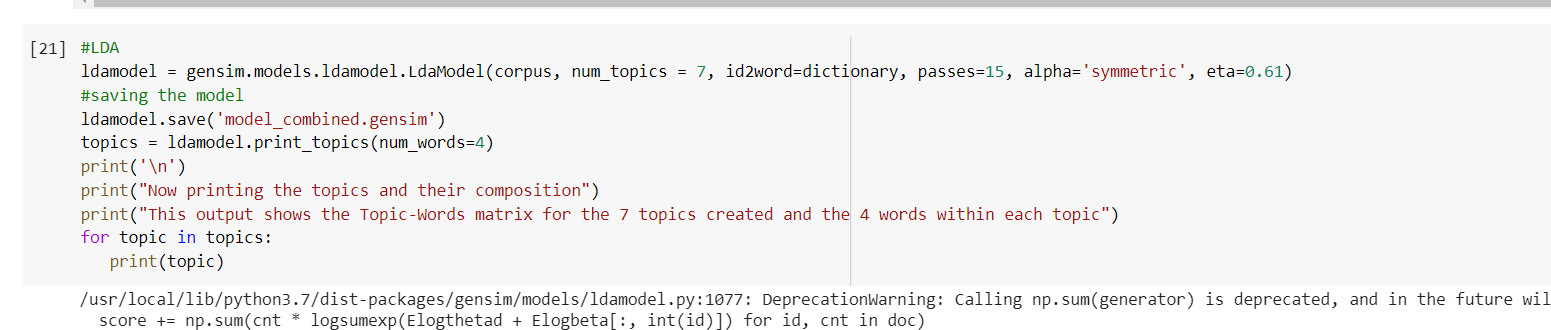 [21] #LDA
ldamodel = gensim.models.ldamodel.LdaModel(corpus, num_topics = 7, id2word=dictionary, passes=15, alpha='symmetric', eta=0.61)
#saving the model
ldamodel.save('model_combined.gensim')
topics = ldamodel.print_topics(num_words=4)
print('\n')
print("Now printing the topics and their composition")
print("This output shows the Topic-Words matrix for the 7 topics created and the 4 words within each topic")
for topic in topics:
   print(topic)
/usr/local/lib/python3.7/dist-packages/gensim/models/ldamodel.py:1077: DeprecationWarning: Calling np.sum(generator) is deprecated, and in the future wil
  score += np.sum(cnt * logsumexp(Elogthetad + Elogbeta[:, int(id)]) for id, cnt in doc)